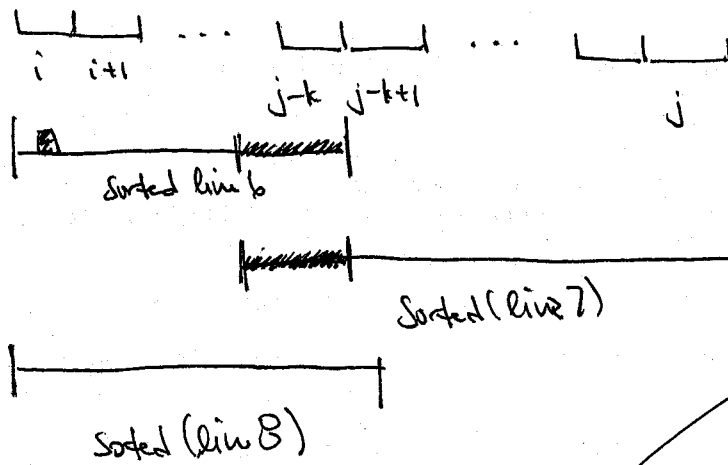 i i+1 ... j-k j-k+1 ... j
Sorted line 6
Sorted (line 7)
Sorted (line 8)